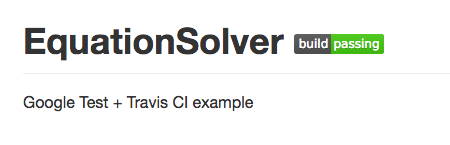 EquationSolver build passing
Google Test + Travis CI example